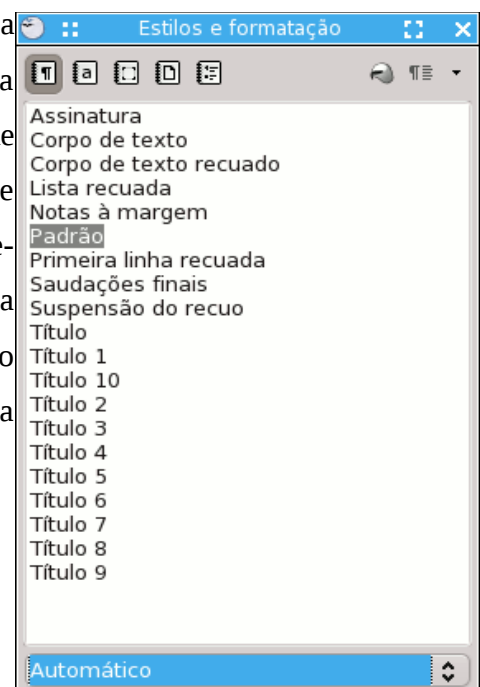 Estilos e formatação
Assinatura
Corpo de texto
Corpo de texto recuado
Lista recuada
Notas à margem
Padrão
Primeira linha recuada
Saudações finais
Suspensão do recuo
Título
Título 1
Título 10
Título 2
Título 3
Título 4
Título 5
Título 6
Título 7
Título 8
Título 9
Automático